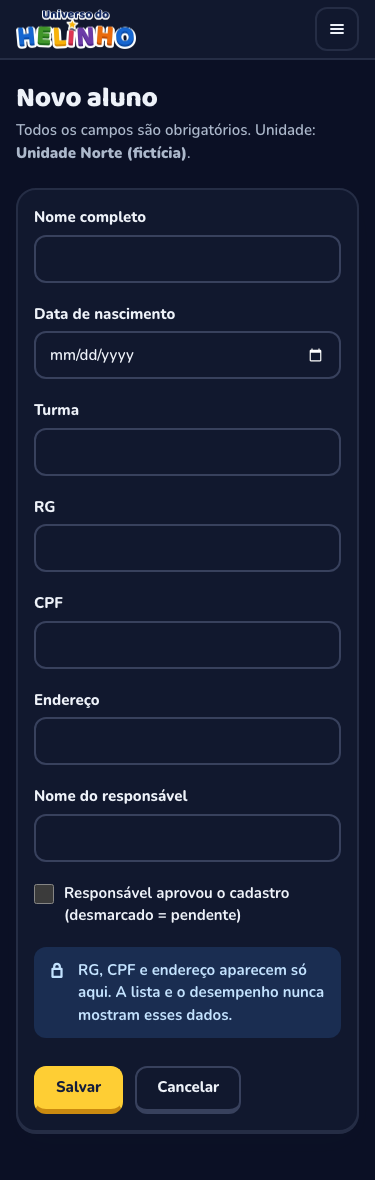 Universo do
HELINHO
Novo aluno
Todos os campos são obrigatórios. Unidade:
Unidade Norte (fictícia).
Nome completo
Data de nascimento
mm/dd/yyyy
Turma
RG
CPF
Endereço
Nome do responsável
Responsável aprovou o cadastro
(desmarcado = pendente)
RG, CPF e endereço aparecem só
aqui. A lista e o desempenho nunca
mostram esses dados.
Salvar
Cancelar